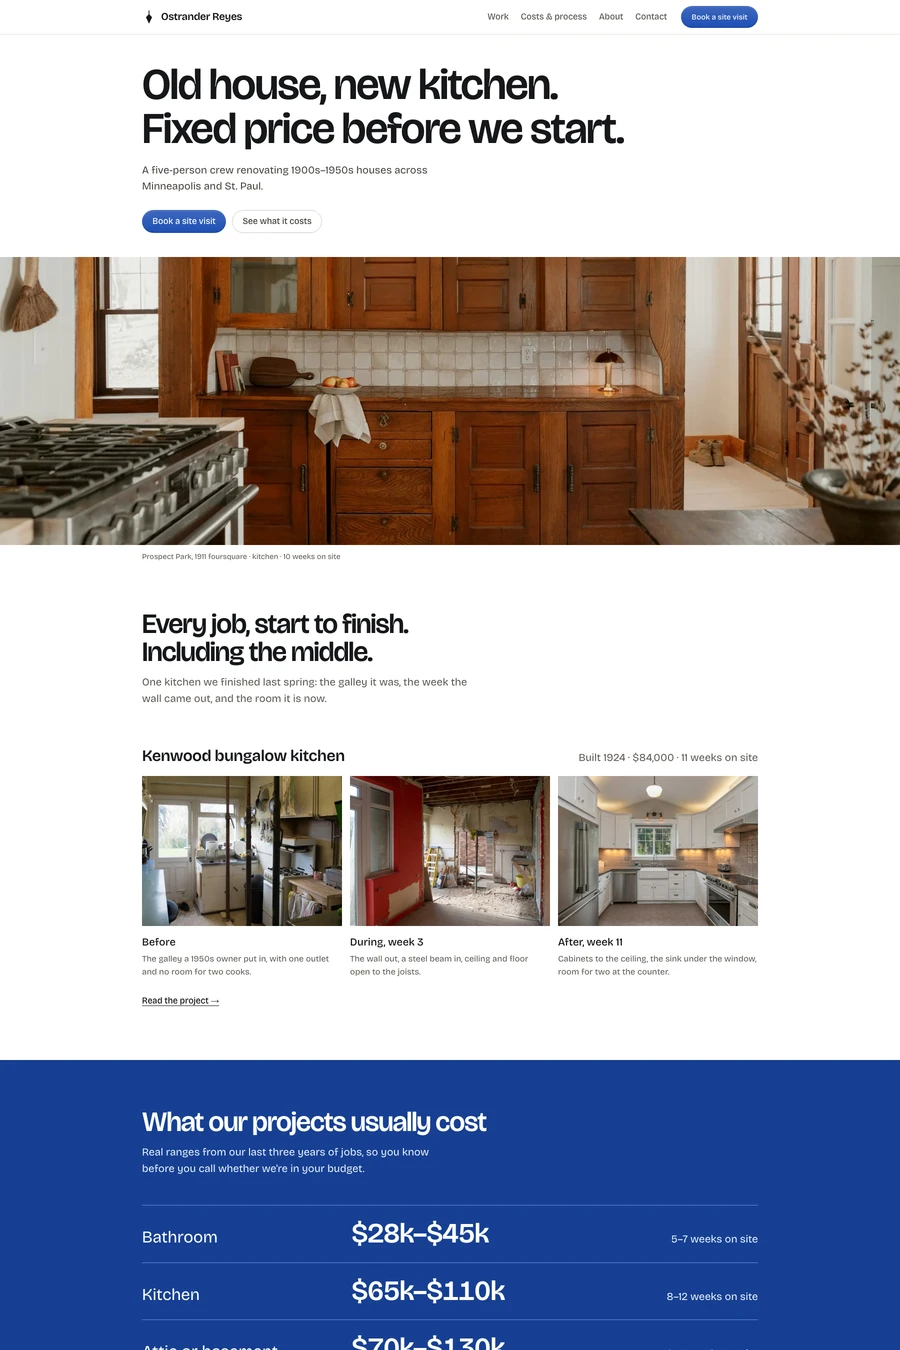 Ostrander Reyes
Work Costs & process About Contact Book a site visit
Old house, new kitchen.
Fixed price before we start.
A five-person crew renovating 1900s–1950s houses across
Minneapolis and St. Paul.
Book a site visit See what it costs
Prospect Park, 1911 foursquare · kitchen · 10 weeks on site
Every job, start to finish.
Including the middle.
One kitchen we finished last spring: the galley it was, the week the
wall came out, and the room it is now.
Kenwood bungalow kitchen
Built 1924 · $84,000 · 11 weeks on site
Before
The galley a 1950s owner put in, with one outlet
and no room for two cooks.
During, week 3
The wall out, a steel beam in, ceiling and floor
open to the joists.
After, week 11
Cabinets to the ceiling, the sink under the window,
room for two at the counter.
Read the project →
What our projects usually cost
Real ranges from our last three years of jobs, so you know
before you call whether we're in your budget.
Bathroom $28k–$45k 5–7 weeks on site
Kitchen $65k–$110k 8–12 weeks on site
Attic or basement $70k–$130k